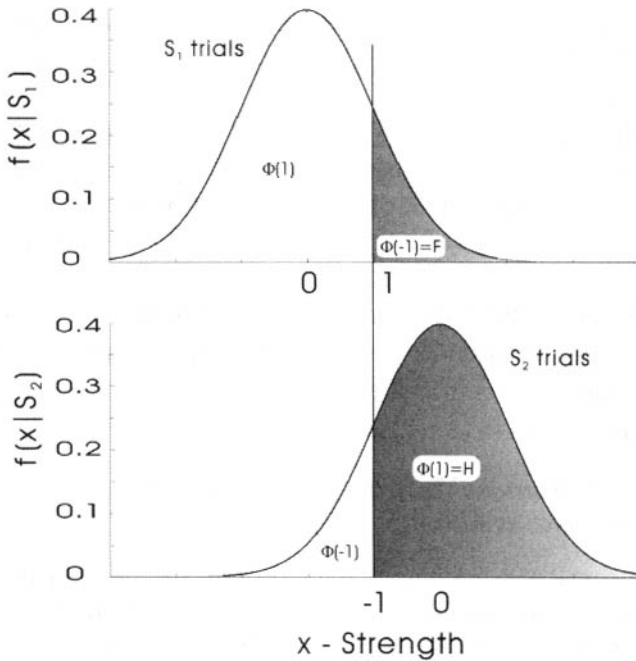 0.4
S₁ trials
0.3
f(x|S₁)
0.2
Φ(1)
0.1
Φ(-1)=F
0
0 1
0.4
S₂ trials
0.3
f(x|S₂)
0.2
Φ(1)=H
0.1
Φ(-1)
0
-1 0
x - Strength